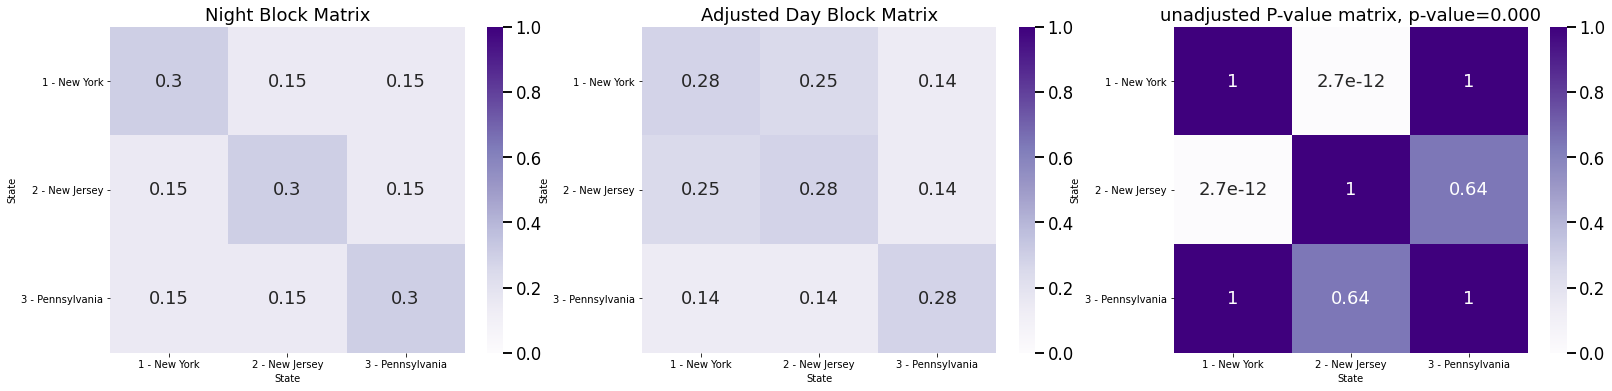 Night Block Matrix
State
1 - New York
2 - New Jersey
3 - Pennsylvania
0.3 0.15 0.15
0.15 0.3 0.15
0.15 0.15 0.3
1 - New York 2 - New Jersey 3 - Pennsylvania
State
1.0
0.8
0.6
0.4
0.2
0.0
Adjusted Day Block Matrix
State
1 - New York
2 - New Jersey
3 - Pennsylvania
0.28 0.25 0.14
0.25 0.28 0.14
0.14 0.14 0.28
1 - New York 2 - New Jersey 3 - Pennsylvania
State
1.0
0.8
0.6
0.4
0.2
0.0
unadjusted P-value matrix, p-value=0.000
State
1 - New York
2 - New Jersey
3 - Pennsylvania
1 2.7e-12 1
2.7e-12 1 0.64
1 0.64 1
1 - New York 2 - New Jersey 3 - Pennsylvania
State
1.0
0.8
0.6
0.4
0.2
0.0